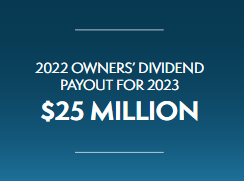 2022 OWNERS' DIVIDEND
PAYOUT FOR 2023
$25 MILLION